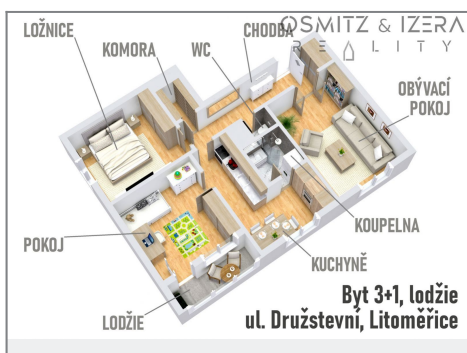 OSMITZ & IZERA
REALITY
LOŽNICE
KOMORA
WC
CHODBA
OBÝVACÍ
POKOJ
KOUPELNA
KUCHYNĚ
POKOJ
LODŽIE
Byt 3+1, lodžie
ul. Družstevní, Litoměřice